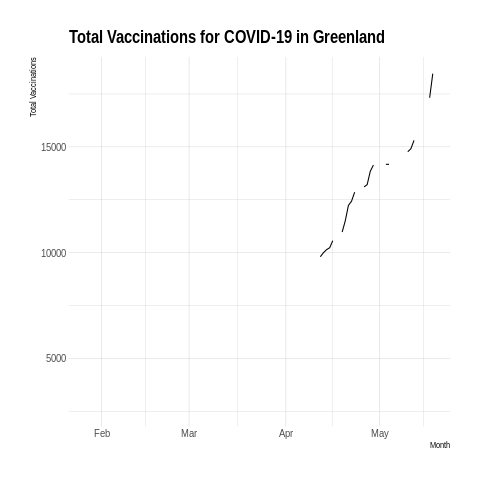 Total Vaccinations for COVID-19 in Greenland
Total Vaccinations
15000
10000
5000
Feb Mar Apr May
Month